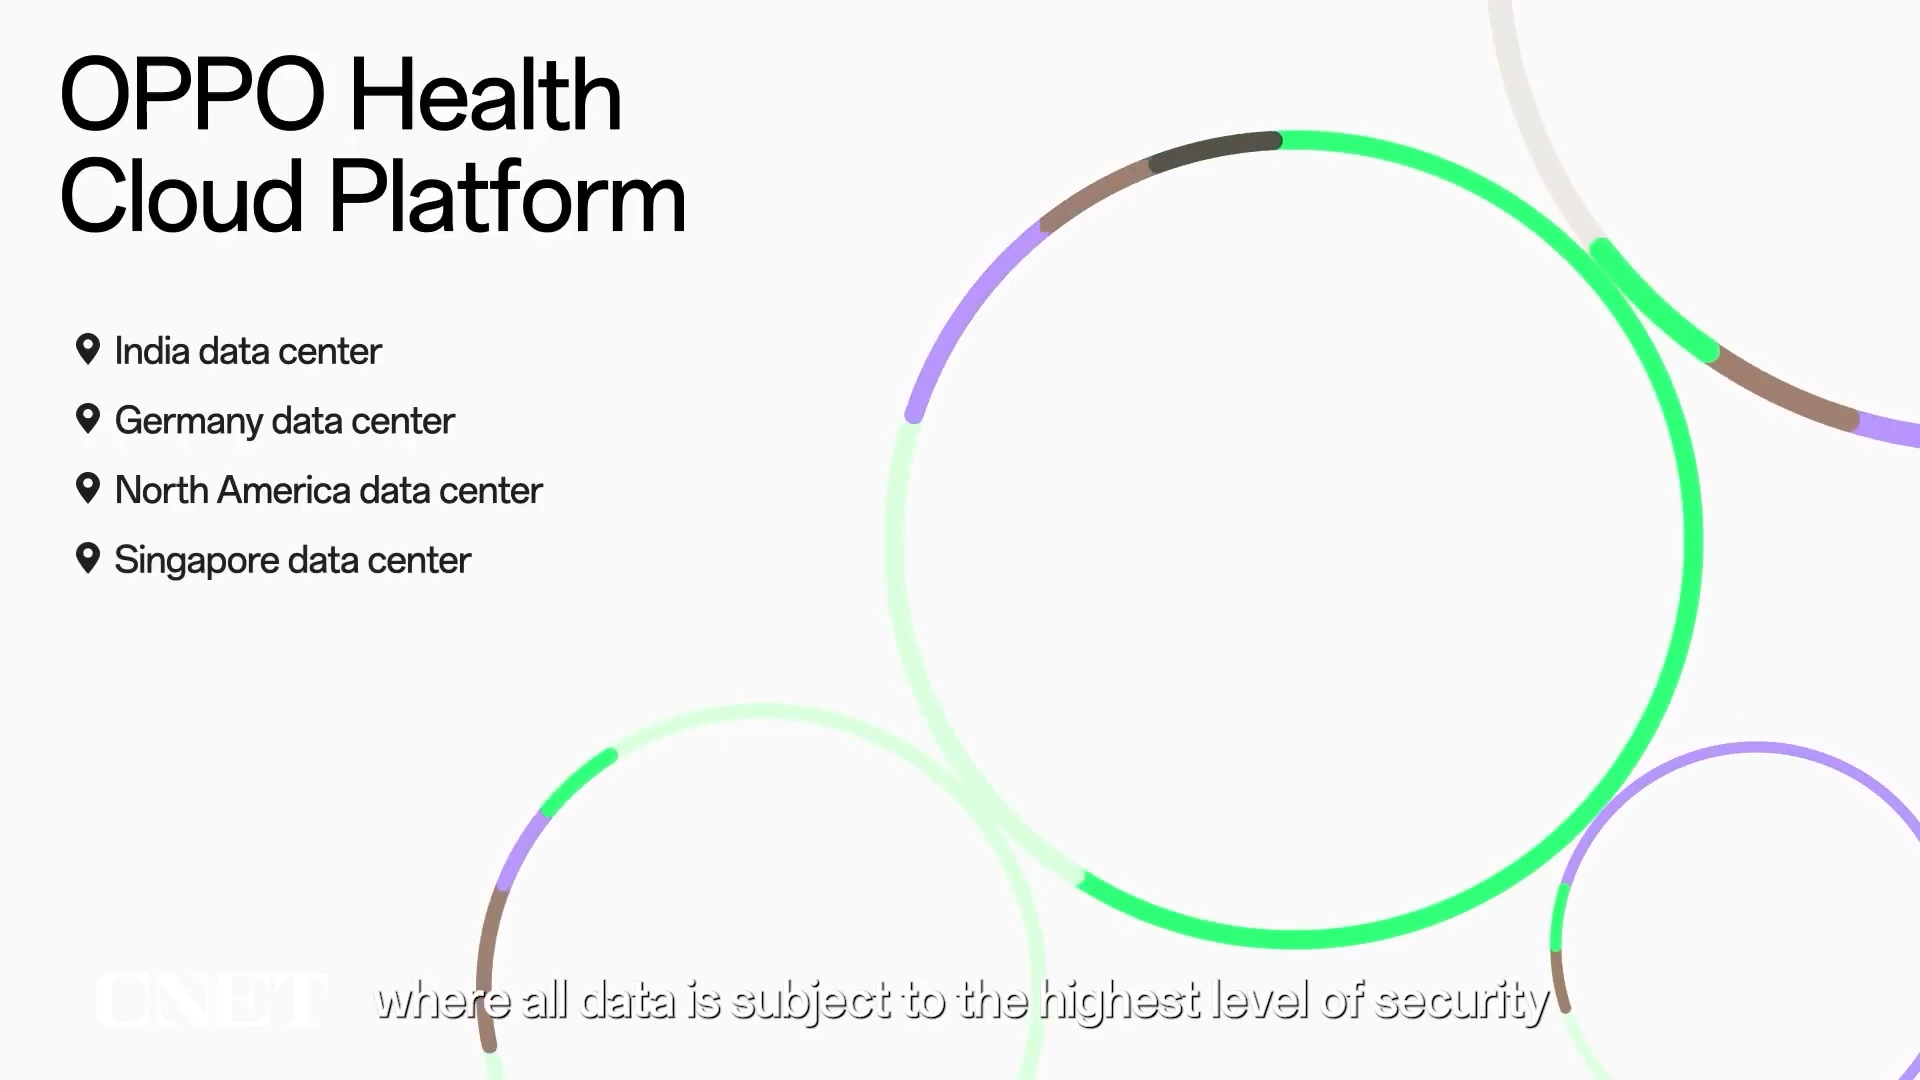 OPPO Health
Cloud Platform
India data center
Germany data center
North America data center
Singapore data center
CNET
where all data is subject to the highest level of security